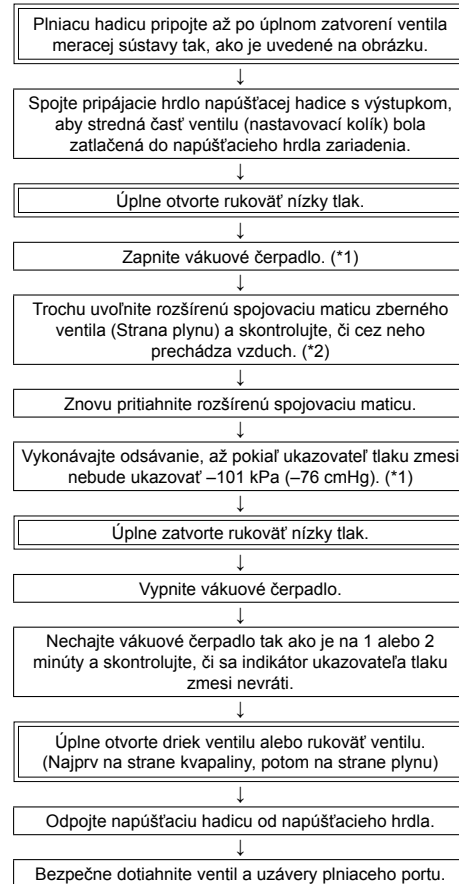 Plniacu hadicu pripojte až po úplnom zatvorení ventila
meracej sústavy tak, ako je uvedené na obrázku.
↓
Spojte pripájacie hrdlo napúšťacej hadice s výstupkom,
aby stredná časť ventilu (nastavovací kolík) bola
zatlačená do napúšťacieho hrdla zariadenia.
↓
Úplne otvorte rukoväť nízky tlak.
↓
Zapnite vákuové čerpadlo. (*1)
↓
Trochu uvoľnite rozšírenú spojovaciu maticu zberného
ventila (Strana plynu) a skontrolujte, či cez neho
prechádza vzduch. (*2)
↓
Znovu pritiahnite rozšírenú spojovaciu maticu.
↓
Vykonávajte odsávanie, až pokiaľ ukazovateľ tlaku zmesi
nebude ukazovať –101 kPa (–76 cmHg). (*1)
↓
Úplne zatvorte rukoväť nízky tlak.
↓
Vypnite vákuové čerpadlo.
↓
Nechajte vákuové čerpadlo tak ako je na 1 alebo 2
minúty a skontrolujte, či sa indikátor ukazovateľa tlaku
zmesi nevráti.
↓
Úplne otvorte driek ventilu alebo rukoväť ventilu.
(Najprv na strane kvapaliny, potom na strane plynu)
↓
Odpojte napúšťaciu hadicu od napúšťacieho hrdla.
↓
Bezpečne dotiahnite ventil a uzávery plniaceho portu.